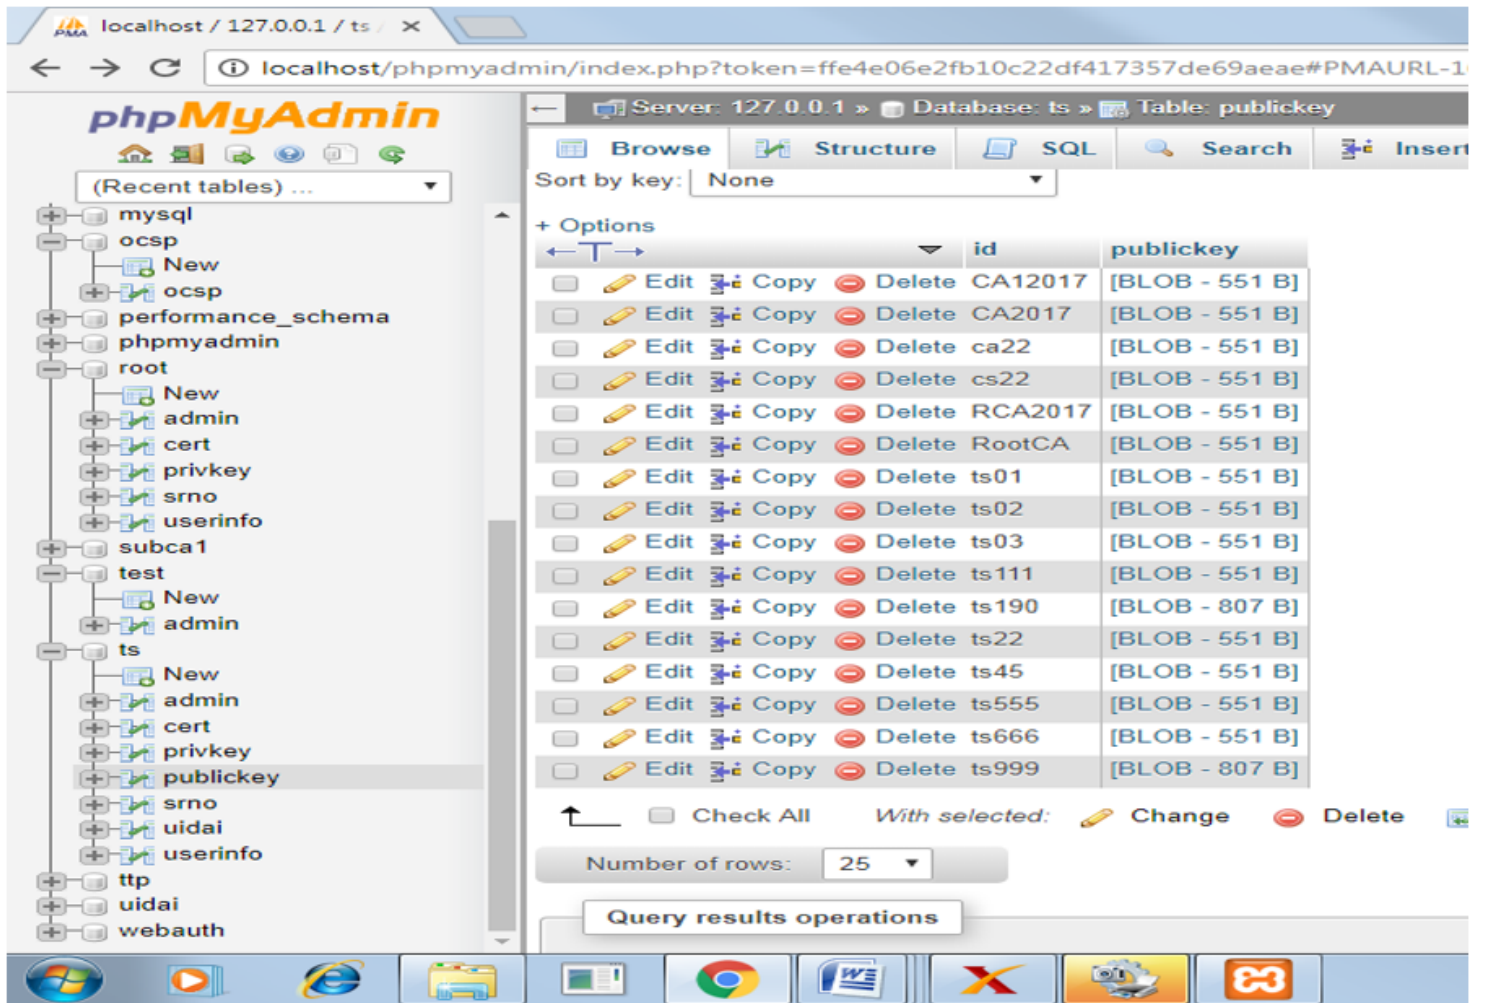 localhost / 127.0.0.1 / ts /
localhost/phpmyadmin/index.php?token=ffe4e06e2fb10c22df417357de69aeae#PMAURL-1
phpMyAdmin
(Recent tables) ...
mysql
ocsp
New
ocsp
performance_schema
phpmyadmin
root
New
admin
cert
privkey
srno
userinfo
subca1
test
New
admin
ts
New
admin
cert
privkey
publickey
srno
uidai
userinfo
ttp
uidai
webauth
Server: 127.0.0.1 » Database: ts » Table: publickey
Browse Structure SQL Search Insert
Sort by key: None
+ Options
id publickey
Edit Copy Delete CA12017 [BLOB - 551 B]
Edit Copy Delete CA2017 [BLOB - 551 B]
Edit Copy Delete ca22 [BLOB - 551 B]
Edit Copy Delete cs22 [BLOB - 551 B]
Edit Copy Delete RCA2017 [BLOB - 551 B]
Edit Copy Delete RootCA [BLOB - 551 B]
Edit Copy Delete ts01 [BLOB - 551 B]
Edit Copy Delete ts02 [BLOB - 551 B]
Edit Copy Delete ts03 [BLOB - 551 B]
Edit Copy Delete ts111 [BLOB - 551 B]
Edit Copy Delete ts190 [BLOB - 807 B]
Edit Copy Delete ts22 [BLOB - 551 B]
Edit Copy Delete ts45 [BLOB - 551 B]
Edit Copy Delete ts555 [BLOB - 551 B]
Edit Copy Delete ts666 [BLOB - 551 B]
Edit Copy Delete ts999 [BLOB - 807 B]
Check All With selected: Change Delete
Number of rows: 25
Query results operations